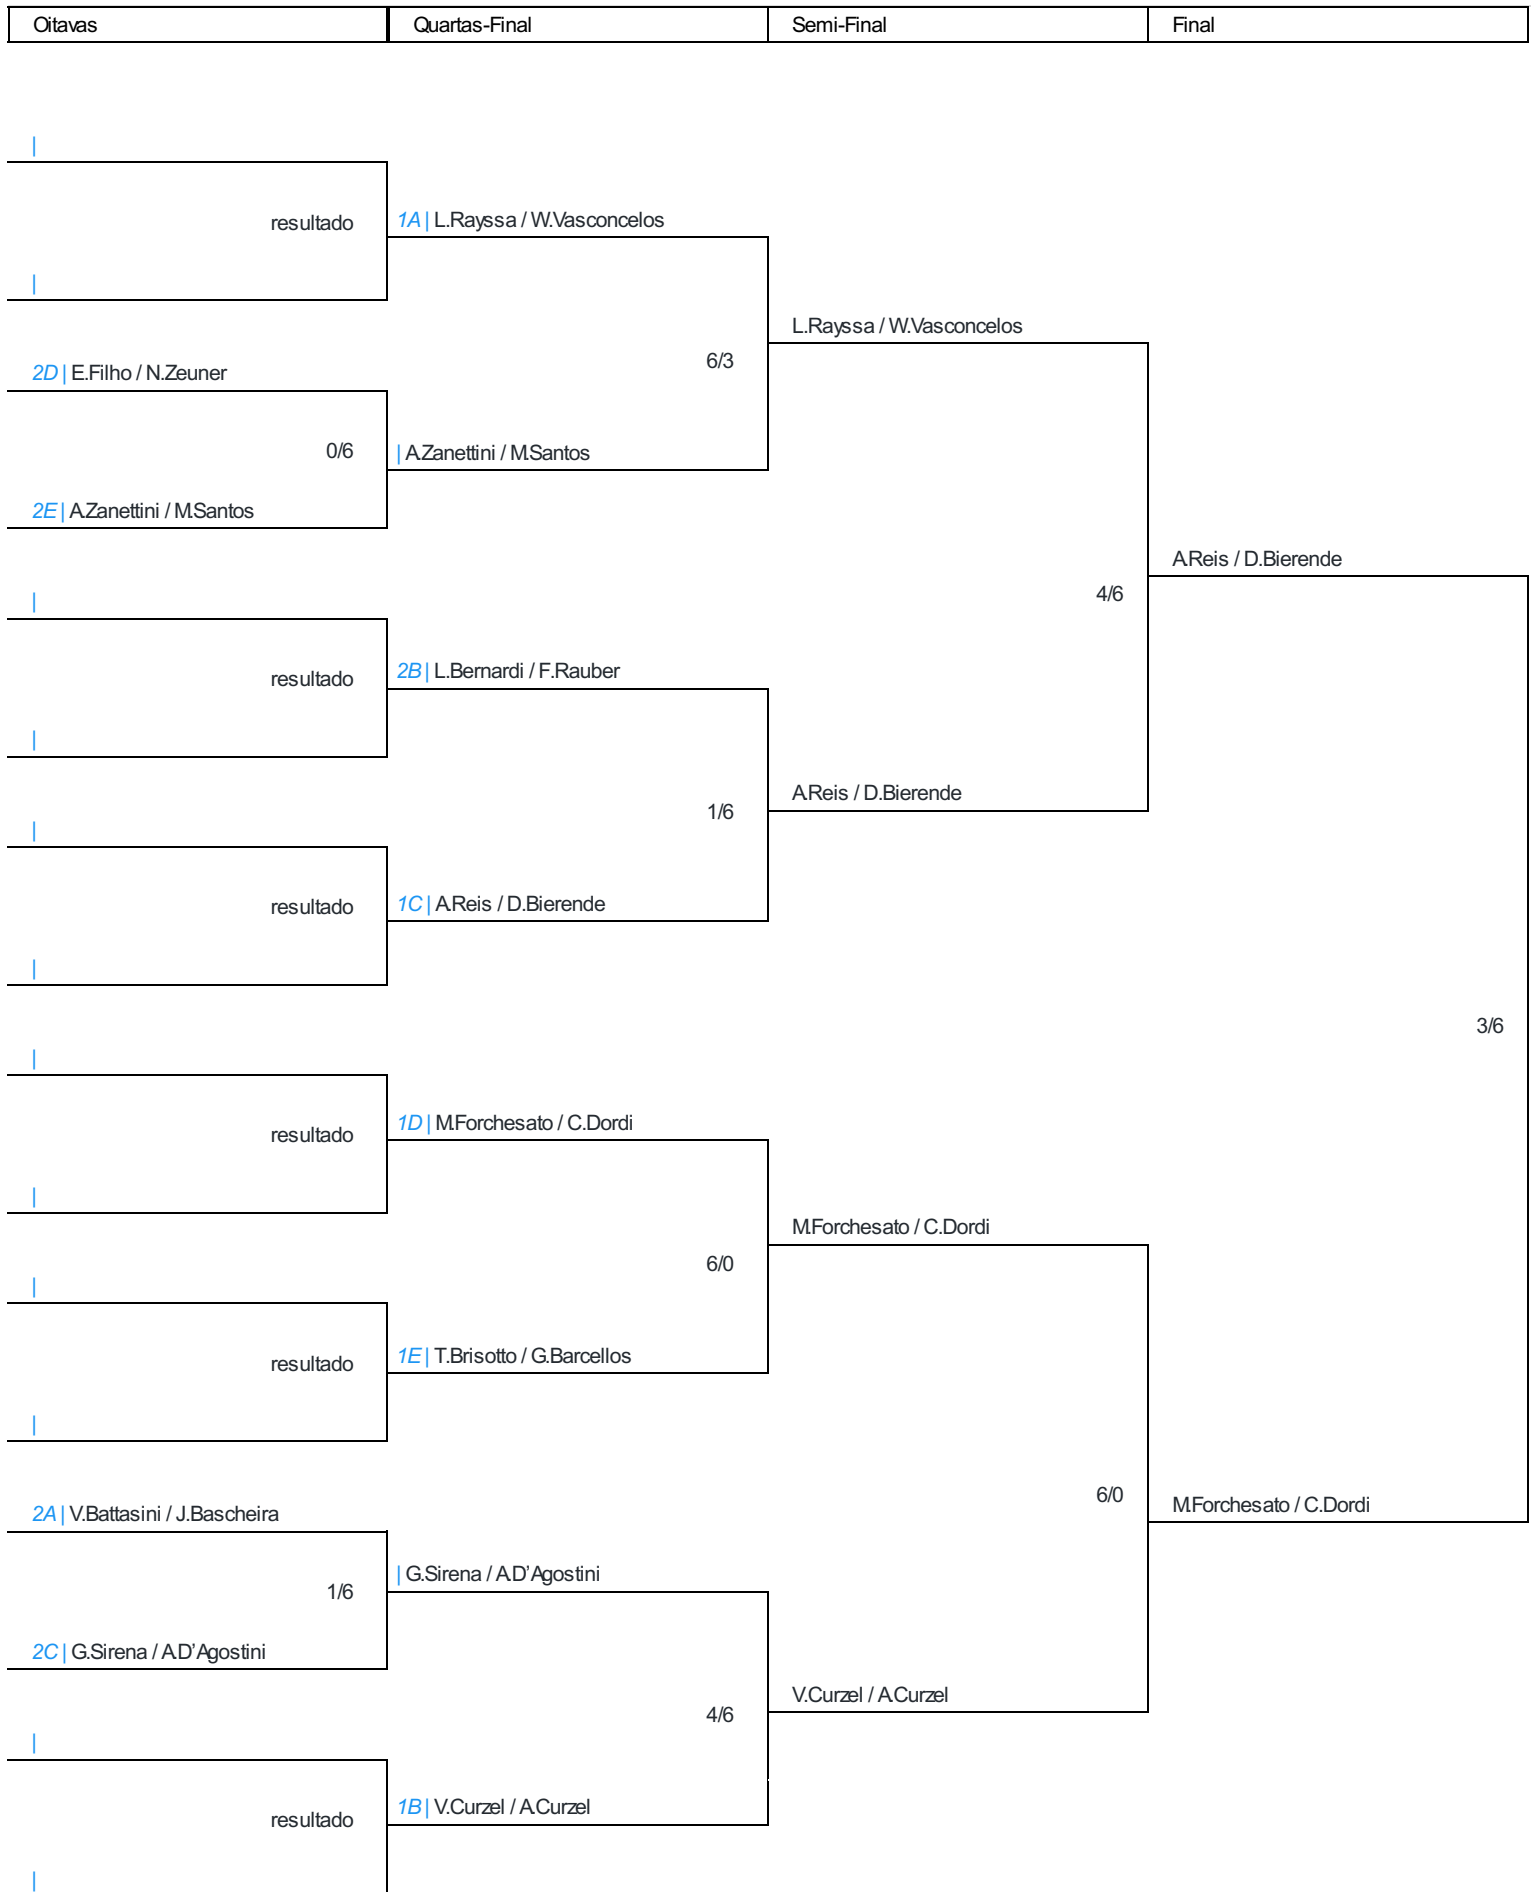 Oitavas Quartas-Final Semi-Final Final
|
resultado
1A | L.Rayssa / W.Vasconcelos
|
L.Rayssa / W.Vasconcelos
6/3
2D | E.Filho / N.Zeuner
0/6
| A.Zanettini / M.Santos
2E | A.Zanettini / M.Santos
A.Reis / D.Bierende
4/6
|
resultado
2B | L.Bernardi / F.Rauber
|
A.Reis / D.Bierende
1/6
|
resultado
1C | A.Reis / D.Bierende
|
3/6
|
resultado
1D | M.Forchesato / C.Dordi
|
M.Forchesato / C.Dordi
6/0
|
resultado
1E | T.Brisotto / G.Barcellos
|
6/0
M.Forchesato / C.Dordi
2A | V.Battasini / J.Bascheira
1/6
| G.Sirena / A.D’Agostini
2C | G.Sirena / A.D’Agostini
V.Curzel / A.Curzel
4/6
|
resultado
1B | V.Curzel / A.Curzel
|